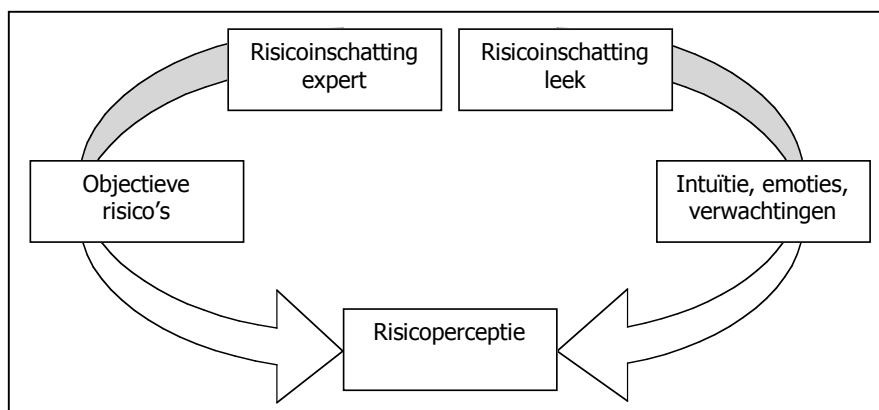 Risicoinschatting
expert
Risicoinschatting
leek
Objectieve
risico’s
Intuïtie, emoties,
verwachtingen
Risicoperceptie